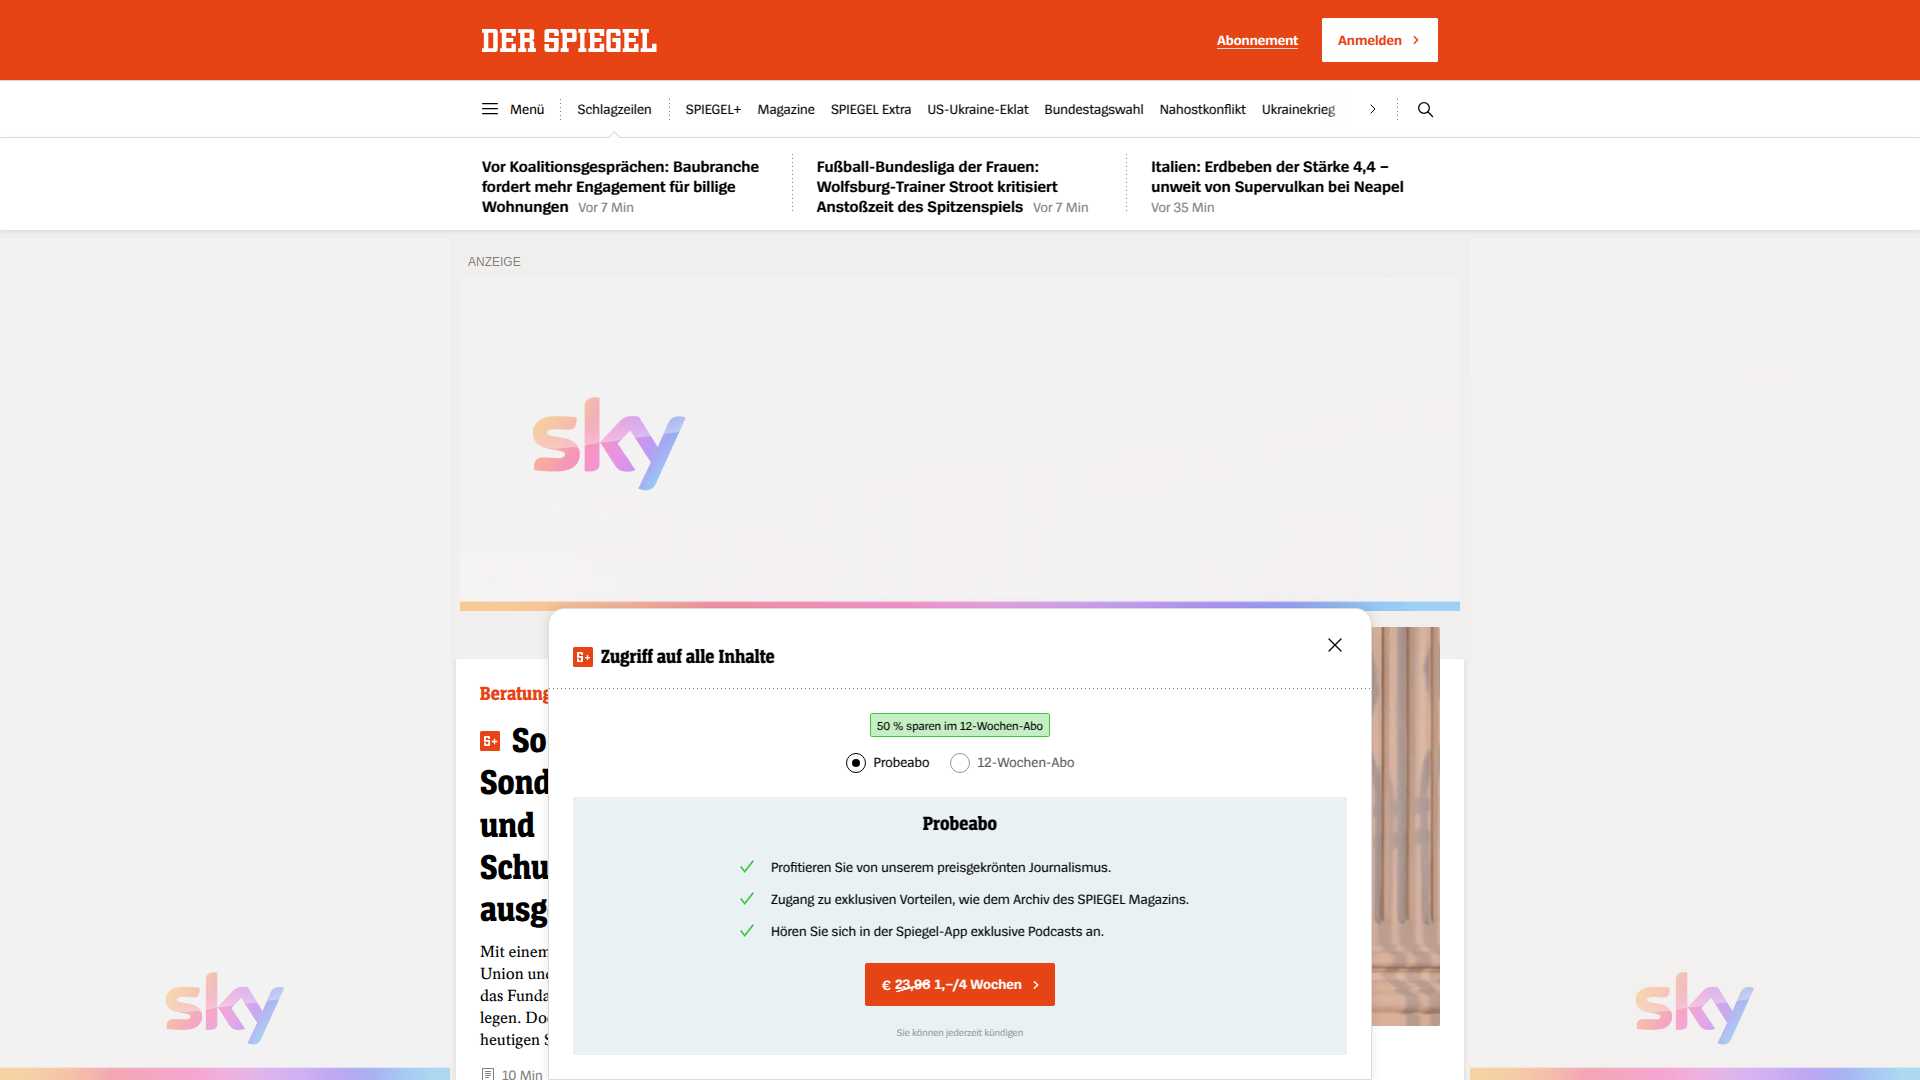 DER SPIEGEL
Abonnement
Anmelden
Menü
Schlagzeilen
SPIEGEL+
Magazine
SPIEGEL Extra
US-Ukraine-Eklat
Bundestagswahl
Nahostkonflikt
Ukrainekrieg
Vor Koalitionsgesprächen: Baubranche
fordert mehr Engagement für billige
Wohnungen Vor 7 Min
Fußball-Bundesliga der Frauen:
Wolfsburg-Trainer Stroot kritisiert
Anstoßzeit des Spitzenspiels Vor 7 Min
Italien: Erdbeben der Stärke 4,4 –
unweit von Supervulkan bei Neapel
Vor 35 Min
ANZEIGE
sky
Zugriff auf alle Inhalte
50 % sparen im 12-Wochen-Abo
Probeabo
12-Wochen-Abo
Probeabo
Profitieren Sie von unserem preisgekrönten Journalismus.
Zugang zu exklusiven Vorteilen, wie dem Archiv des SPIEGEL Magazins.
Hören Sie sich in der Spiegel-App exklusive Podcasts an.
€ 23,96 1,–/4 Wochen
Sie können jederzeit kündigen
Beratung
So
Sond
und
Schu
ausg
Mit einem
Union und
das Funda
legen. Do
heutigen S
10 Min
sky
sky